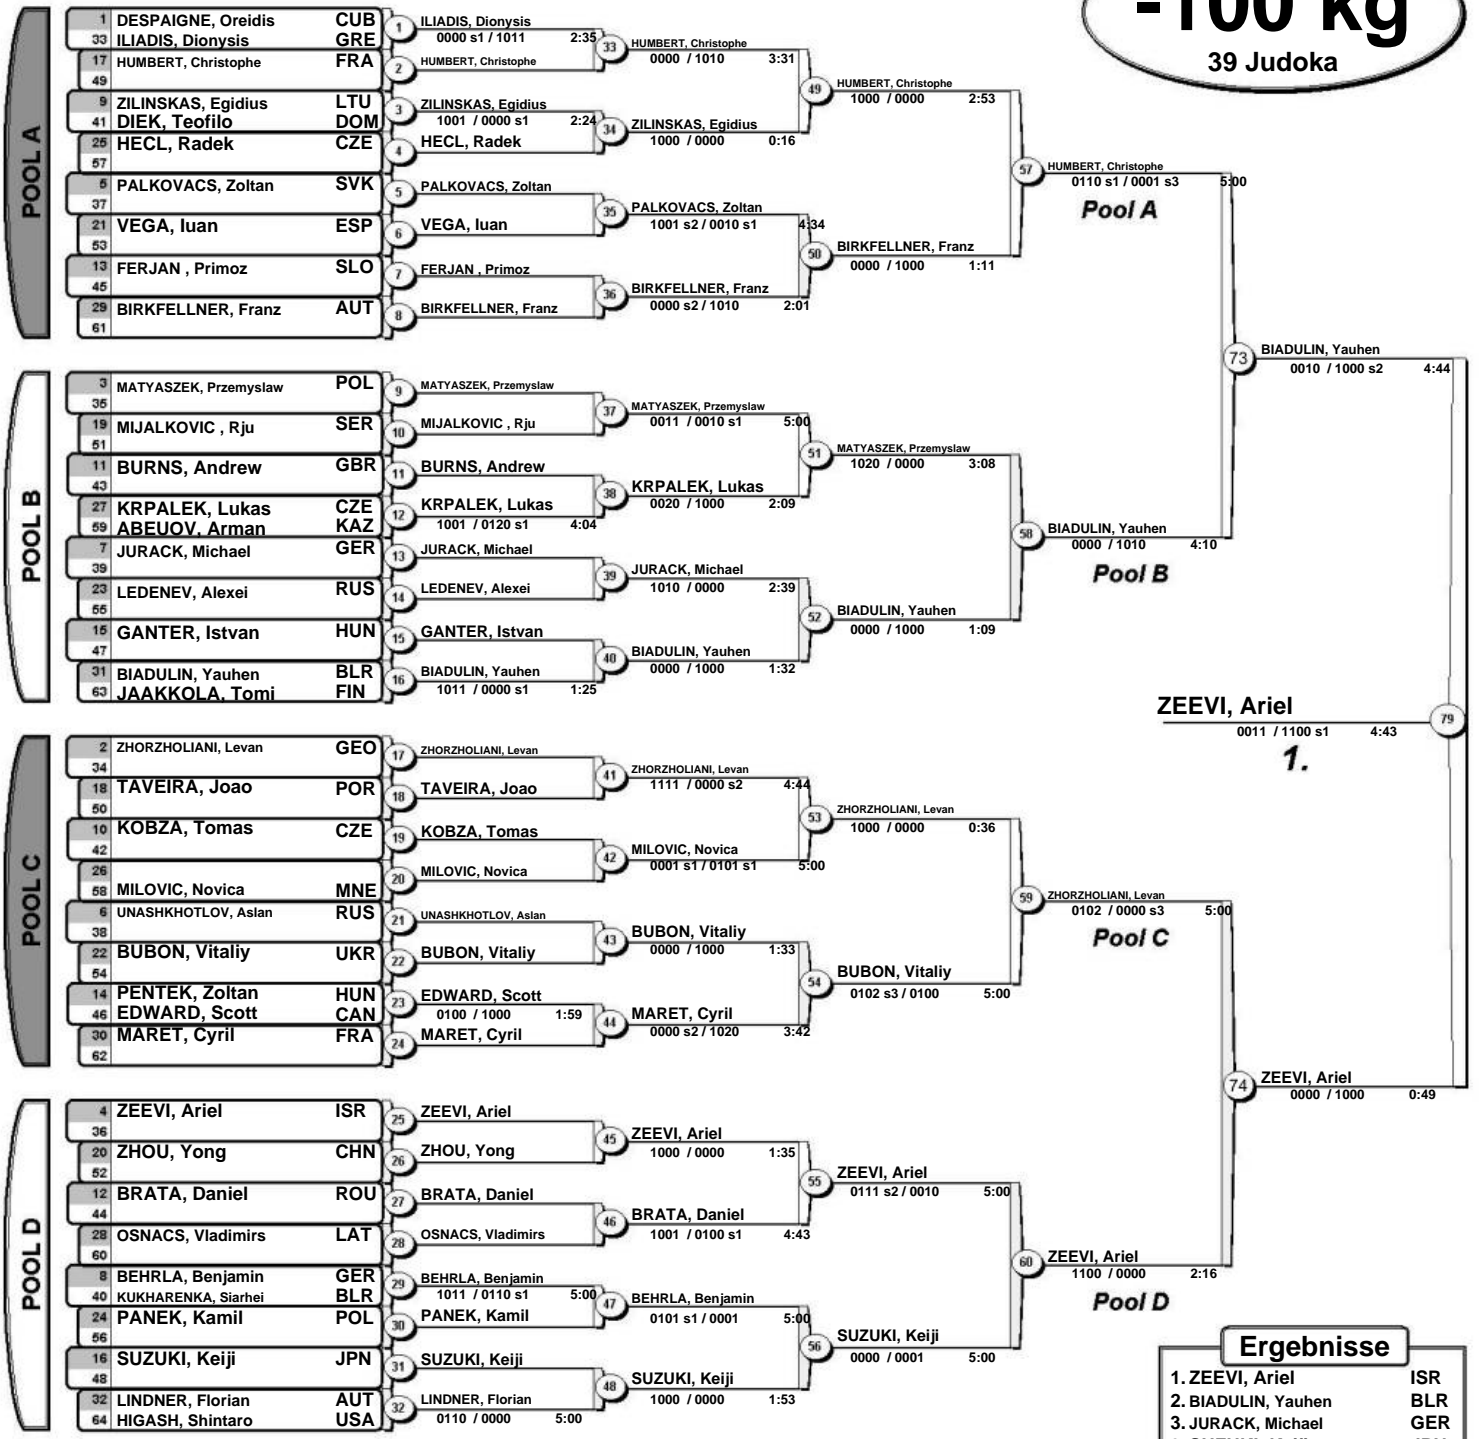 -100 kg
39 Judoka
POOL A
1 DESPAIGNE, Oreidis CUB
33 ILIADIS, Dionysis GRE
17 HUMBERT, Christophe FRA
49
9 ZILINSKAS, Egidius LTU
41 DIEK, Teofilo DOM
25 HECL, Radek CZE
57
5 PALKOVACS, Zoltan SVK
37
21 VEGA, Iuan ESP
53
13 FERJAN , Primoz SLO
45
29 BIRKFELLNER, Franz AUT
61
1 ILIADIS, Dionysis
0000 s1 / 1011 2:35
2 HUMBERT, Christophe
3 ZILINSKAS, Egidius
1001 / 0000 s1 2:24
4 HECL, Radek
5 PALKOVACS, Zoltan
6 VEGA, Iuan
7 FERJAN , Primoz
8 BIRKFELLNER, Franz
33 HUMBERT, Christophe
0000 / 1010 3:31
34 ZILINSKAS, Egidius
1000 / 0000 0:16
35 PALKOVACS, Zoltan
1001 s2 / 0010 s1 4:34
36 BIRKFELLNER, Franz
0000 s2 / 1010 2:01
49 HUMBERT, Christophe
1000 / 0000 2:53
50 BIRKFELLNER, Franz
0000 / 1000 1:11
57 HUMBERT, Christophe
0110 s1 / 0001 s3 5:00
Pool A
POOL B
3 MATYASZEK, Przemyslaw POL
35
19 MIJALKOVIC , Rju SER
51
11 BURNS, Andrew GBR
43
27 KRPALEK, Lukas CZE
59 ABEUOV, Arman KAZ
7 JURACK, Michael GER
39
23 LEDENEV, Alexei RUS
55
15 GANTER, Istvan HUN
47
31 BIADULIN, Yauhen BLR
63 JAAKKOLA, Tomi FIN
9 MATYASZEK, Przemyslaw
10 MIJALKOVIC , Rju
11 BURNS, Andrew
12 KRPALEK, Lukas
1001 / 0120 s1 4:04
13 JURACK, Michael
14 LEDENEV, Alexei
15 GANTER, Istvan
16 BIADULIN, Yauhen
1011 / 0000 s1 1:25
37 MATYASZEK, Przemyslaw
0011 / 0010 s1 5:00
38 KRPALEK, Lukas
0020 / 1000 2:09
39 JURACK, Michael
1010 / 0000 2:39
40 BIADULIN, Yauhen
0000 / 1000 1:32
51 MATYASZEK, Przemyslaw
1020 / 0000 3:08
52 BIADULIN, Yauhen
0000 / 1000 1:09
58 BIADULIN, Yauhen
0000 / 1010 4:10
Pool B
73 BIADULIN, Yauhen
0010 / 1000 s2 4:44
ZEEVI, Ariel 79
0011 / 1100 s1 4:43
1.
POOL C
2 ZHORZHOLIANI, Levan GEO
34
18 TAVEIRA, Joao POR
50
10 KOBZA, Tomas CZE
42
26
58 MILOVIC, Novica MNE
6 UNASHKHOTLOV, Aslan RUS
38
22 BUBON, Vitaliy UKR
54
14 PENTEK, Zoltan HUN
46 EDWARD, Scott CAN
30 MARET, Cyril FRA
62
17 ZHORZHOLIANI, Levan
18 TAVEIRA, Joao
19 KOBZA, Tomas
20 MILOVIC, Novica
21 UNASHKHOTLOV, Aslan
22 BUBON, Vitaliy
23 EDWARD, Scott
0100 / 1000 1:59
24 MARET, Cyril
41 ZHORZHOLIANI, Levan
1111 / 0000 s2 4:44
42 MILOVIC, Novica
0001 s1 / 0101 s1 5:00
43 BUBON, Vitaliy
0000 / 1000 1:33
44 MARET, Cyril
0000 s2 / 1020 3:42
53 ZHORZHOLIANI, Levan
1000 / 0000 0:36
54 BUBON, Vitaliy
0102 s3 / 0100 5:00
59 ZHORZHOLIANI, Levan
0102 / 0000 s3 5:00
Pool C
POOL D
4 ZEEVI, Ariel ISR
36
20 ZHOU, Yong CHN
52
12 BRATA, Daniel ROU
44
28 OSNACS, Vladimirs LAT
60
8 BEHRLA, Benjamin GER
40 KUKHARENKA, Siarhei BLR
24 PANEK, Kamil POL
56
16 SUZUKI, Keiji JPN
48
32 LINDNER, Florian AUT
64 HIGASH, Shintaro USA
25 ZEEVI, Ariel
26 ZHOU, Yong
27 BRATA, Daniel
28 OSNACS, Vladimirs
29 BEHRLA, Benjamin
1011 / 0110 s1 5:00
30 PANEK, Kamil
31 SUZUKI, Keiji
32 LINDNER, Florian
0110 / 0000 5:00
45 ZEEVI, Ariel
1000 / 0000 1:35
46 BRATA, Daniel
1001 / 0100 s1 4:43
47 BEHRLA, Benjamin
0101 s1 / 0001 5:00
48 SUZUKI, Keiji
1000 / 0000 1:53
55 ZEEVI, Ariel
0111 s2 / 0010 5:00
56 SUZUKI, Keiji
0000 / 0001 5:00
60 ZEEVI, Ariel
1100 / 0000 2:16
Pool D
74 ZEEVI, Ariel
0000 / 1000 0:49
Ergebnisse
1. ZEEVI, Ariel ISR
2. BIADULIN, Yauhen BLR
3. JURACK, Michael GER